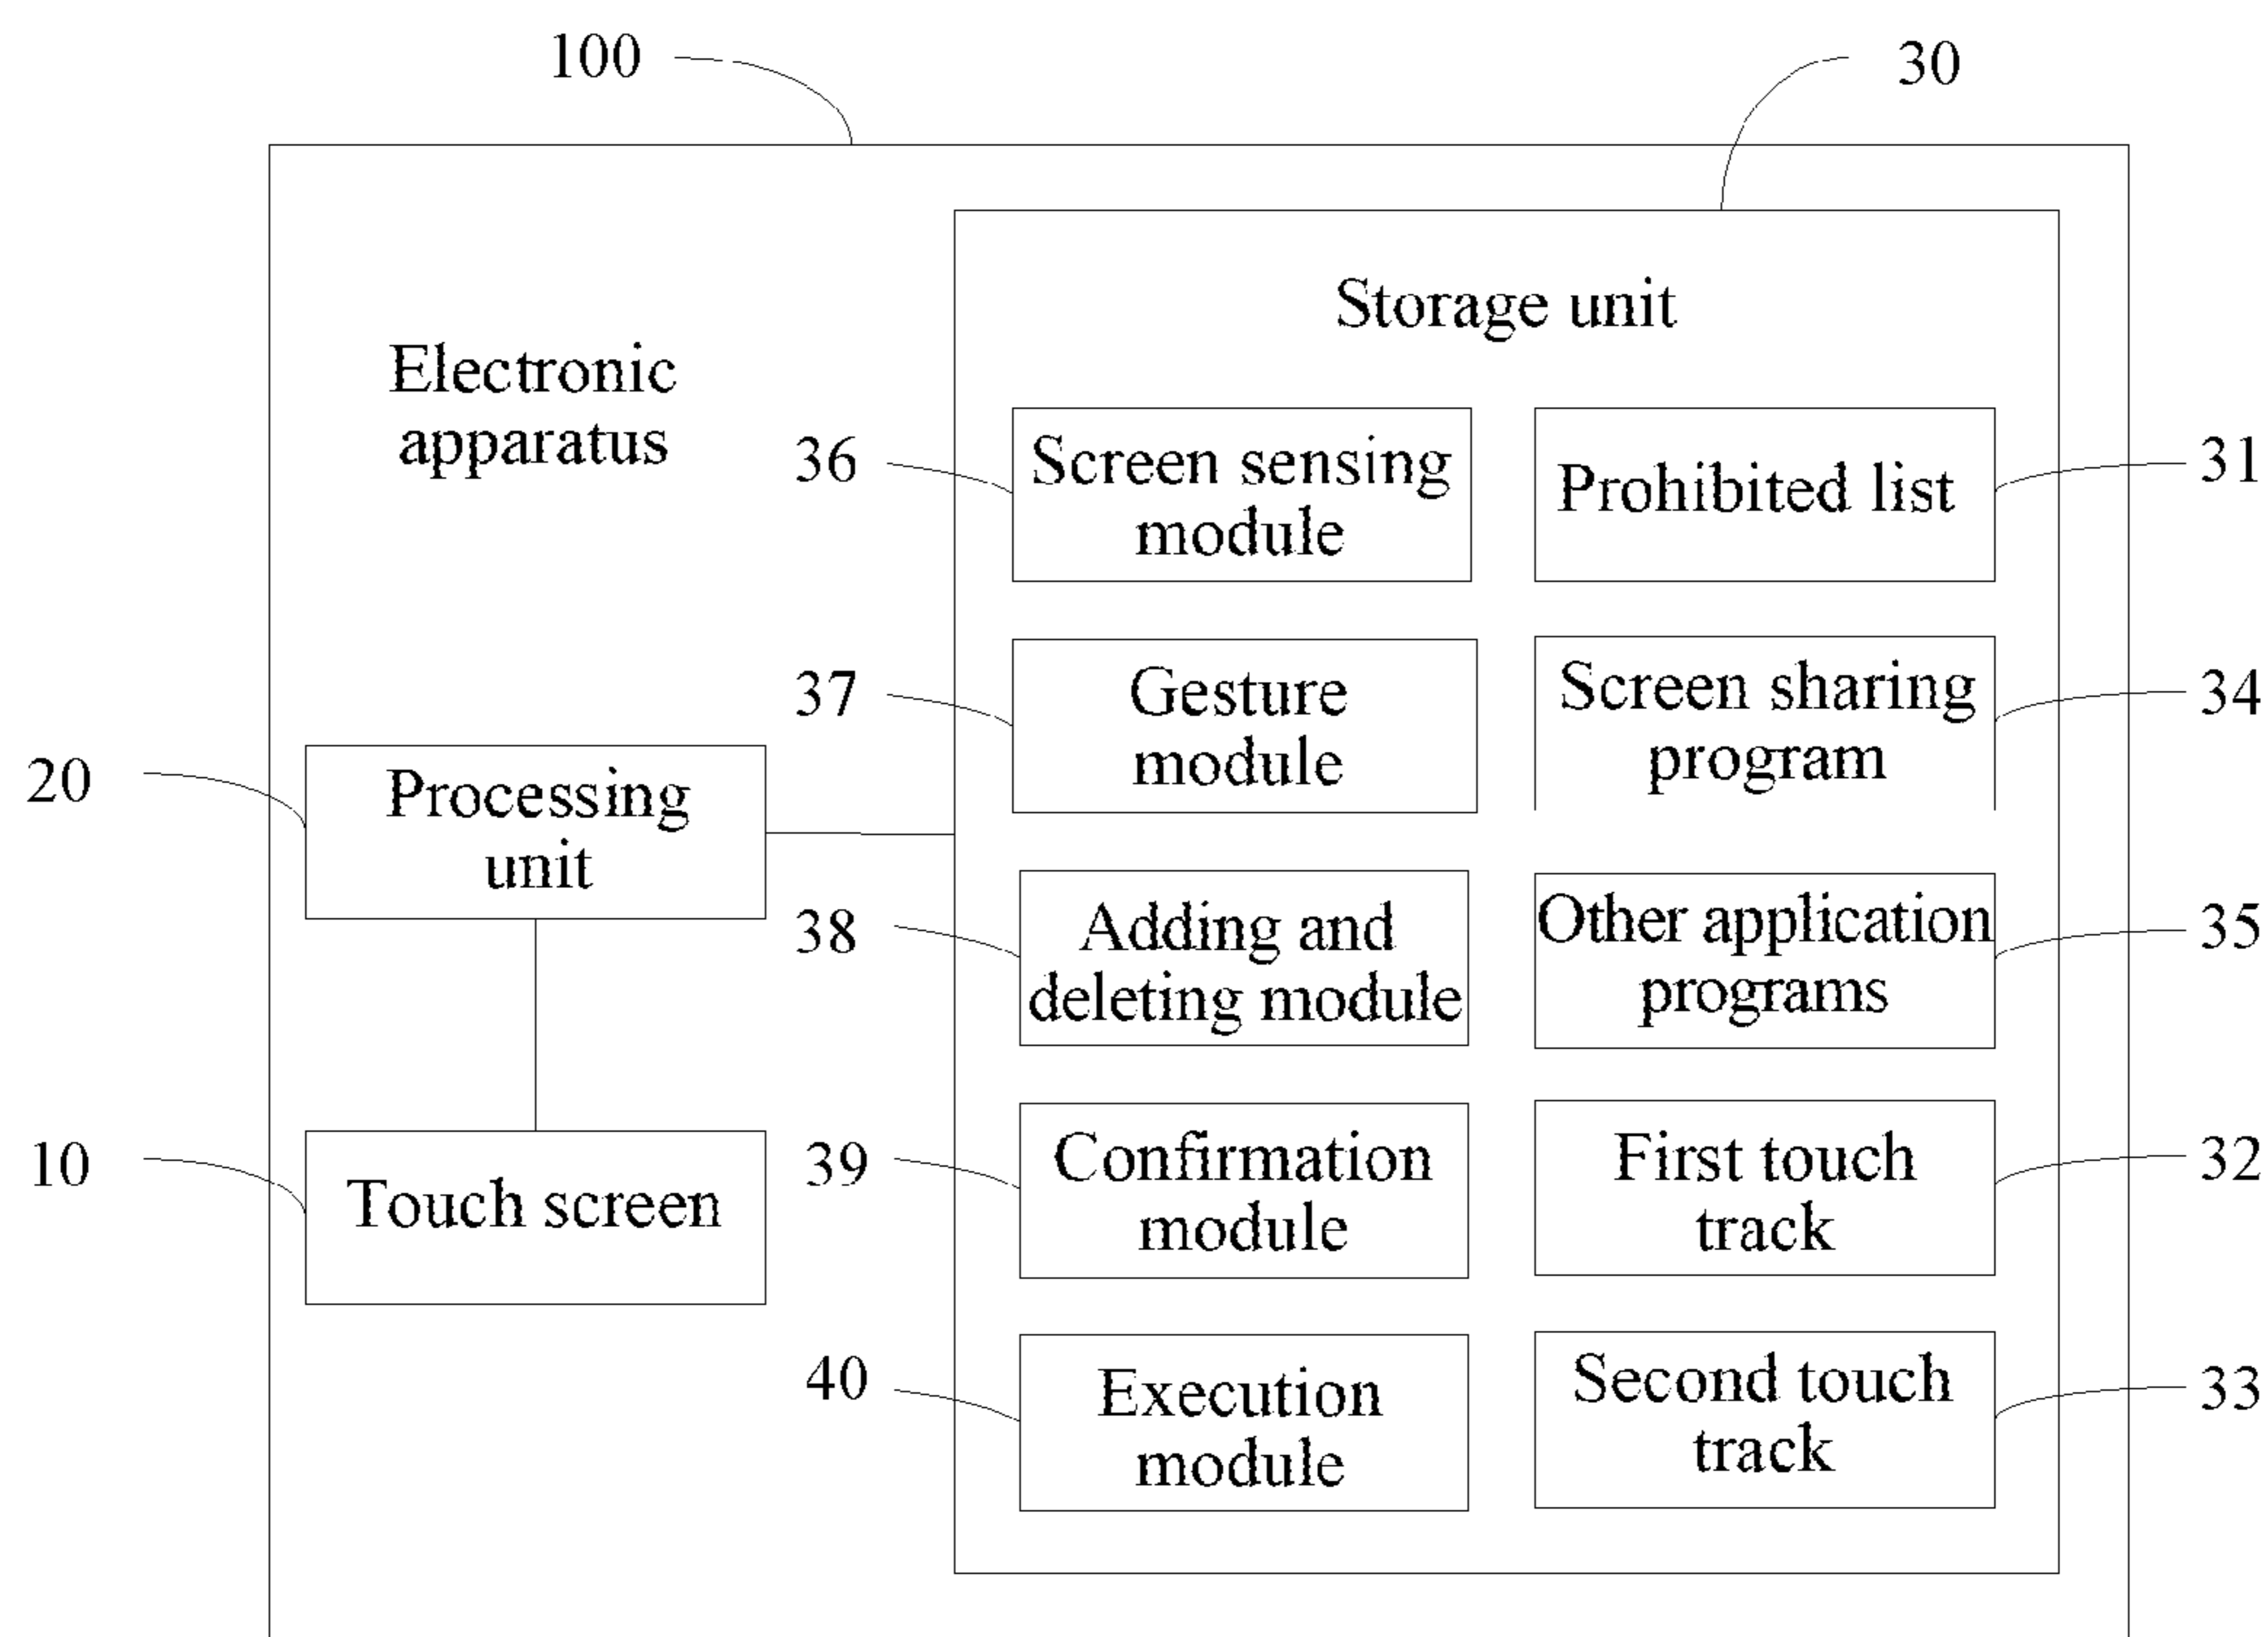 100
30
Storage unit
Electronic
apparatus
36
Screen sensing
module
Prohibited list
31
37
Gesture
module
Screen sharing
program
34
20
Processing
unit
38
Adding and
deleting module
Other application
programs
35
10
Touch screen
39
Confirmation
module
First touch
track
32
40
Execution
module
Second touch
track
33